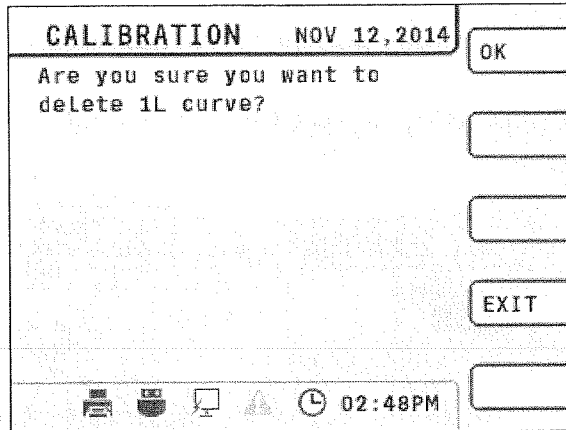 CALIBRATION NOV 12,2014
OK
Are you sure you want to
delete 1L curve?
EXIT
02:48PM